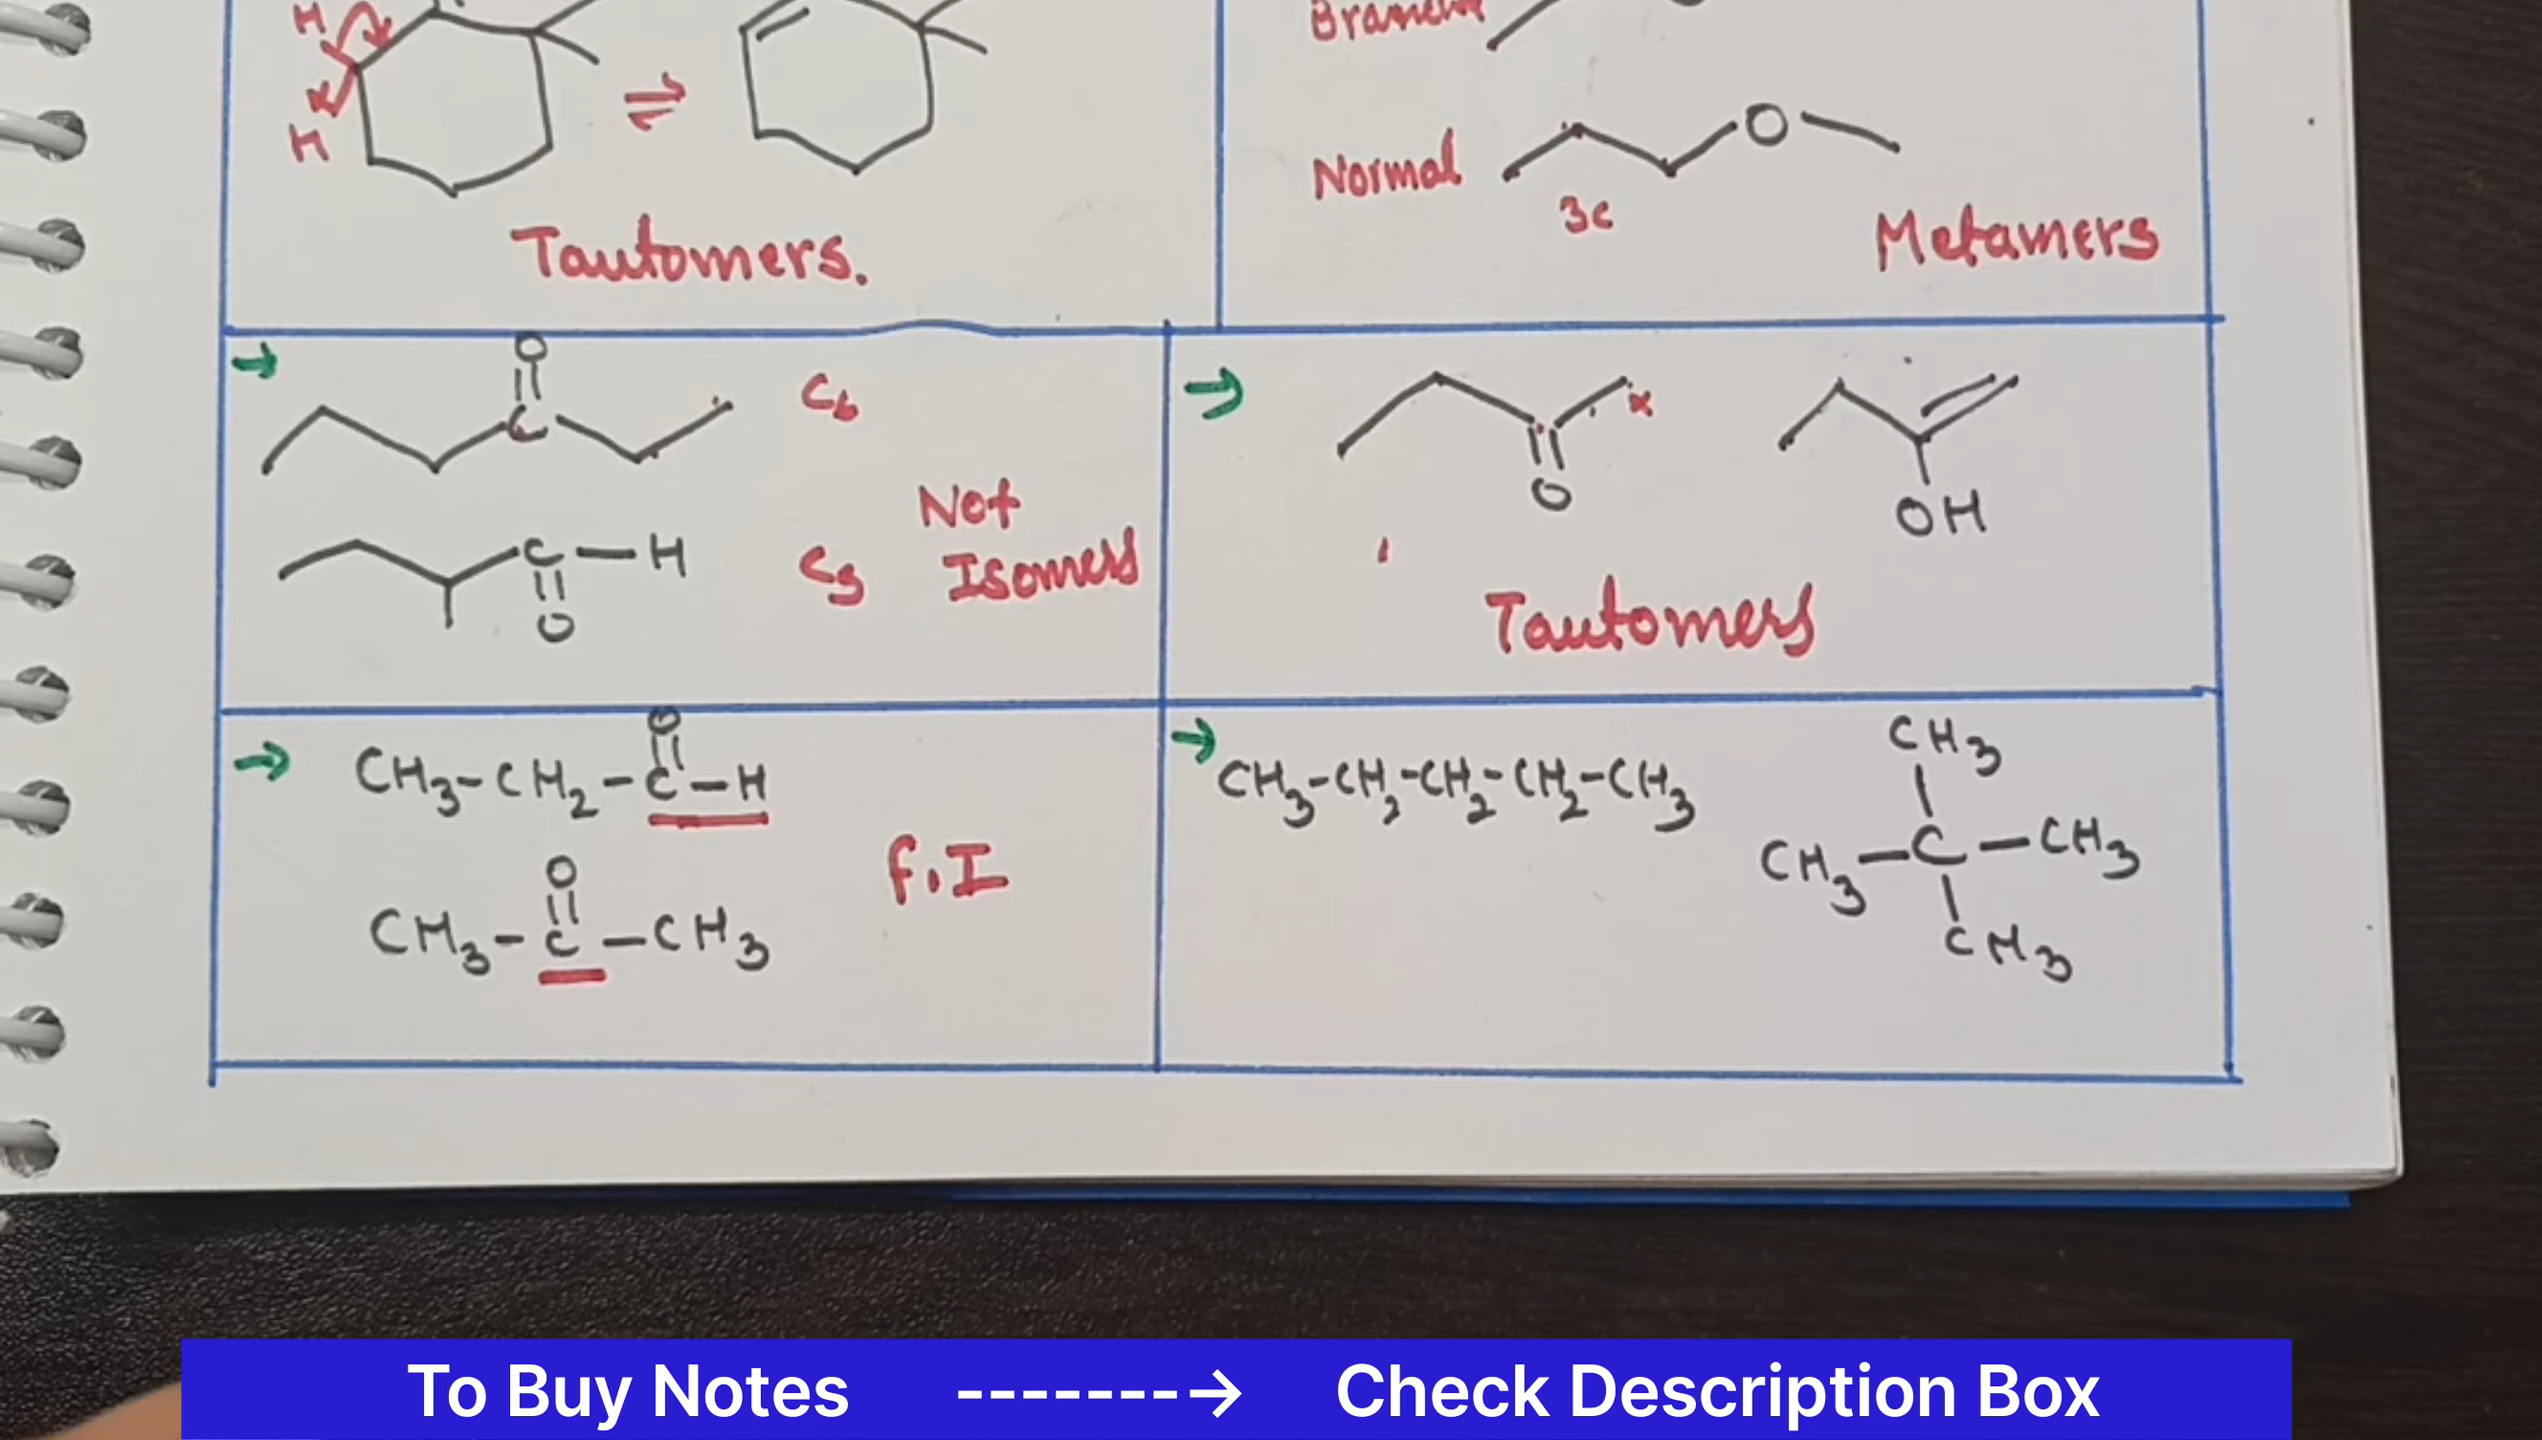 H
H
Tautomers.
Normal
O
3c
Metamers
→
O
C
C6
C-H
O
C5
Not
Isomers
→
x
O
OH
Tautomers
→
O
CH3-CH2-C-H
O
CH3-C-CH3
F.I
→
CH3-CH2-CH2-CH2-CH3
CH3
CH3-C-CH3
CH3
To Buy Notes -------→ Check Description Box